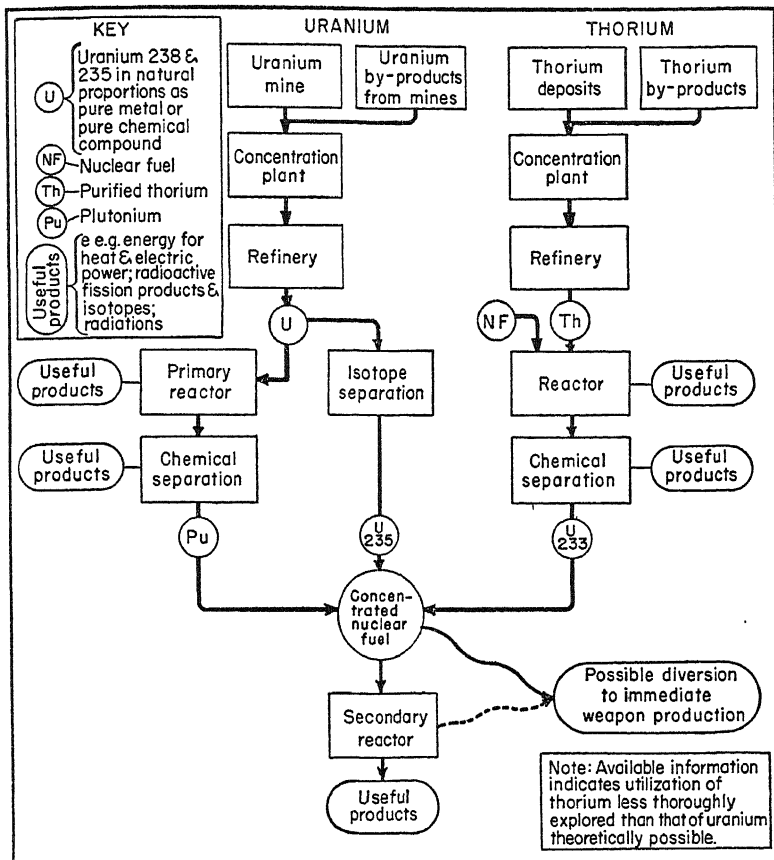 KEY
U
Uranium 238 &
235 in natural
proportions as
pure metal or
pure chemical
compound
NF
Nuclear fuel
Th
Purified thorium
Pu
Plutonium
Useful
products
e e.g. energy for
heat & electric
power; radioactive
fission products &
isotopes;
radiations
URANIUM
Uranium
mine
Uranium
by-products
from mines
Concentration
plant
Refinery
U
Primary
reactor
Useful
products
Isotope
separation
Chemical
separation
Useful
products
Pu
U
235
THORIUM
Thorium
deposits
Thorium
by-products
Concentration
plant
Refinery
NF
Th
Reactor
Useful
products
Chemical
separation
Useful
products
U
233
Concen-
trated
nuclear
fuel
Possible diversion
to immediate
weapon production
Secondary
reactor
Useful
products
Note: Available information
indicates utilization of
thorium less thoroughly
explored than that of uranium
theoretically possible.